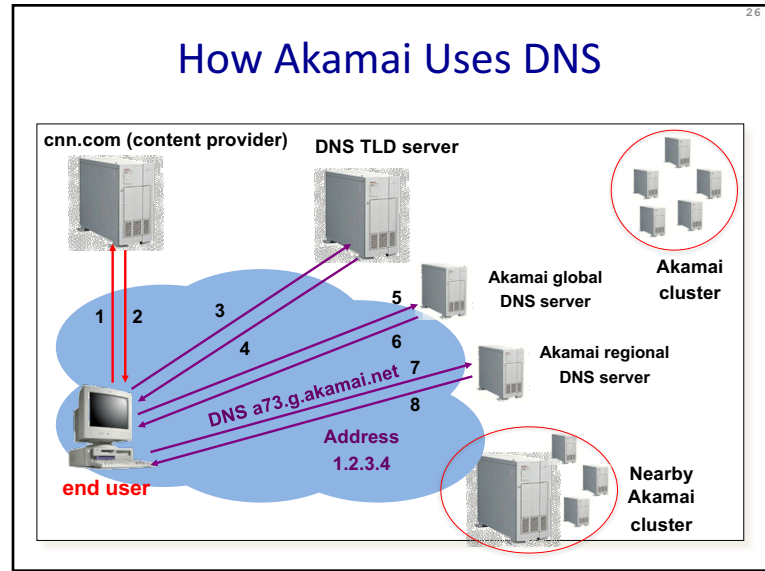 26
How Akamai Uses DNS
cnn.com (content provider)
DNS TLD server
Akamai
cluster
Akamai global
DNS server
Akamai regional
DNS server
1
2
3
4
5
6
7
8
DNS a73.g.akamai.net
Address
1.2.3.4
end user
Nearby
Akamai
cluster